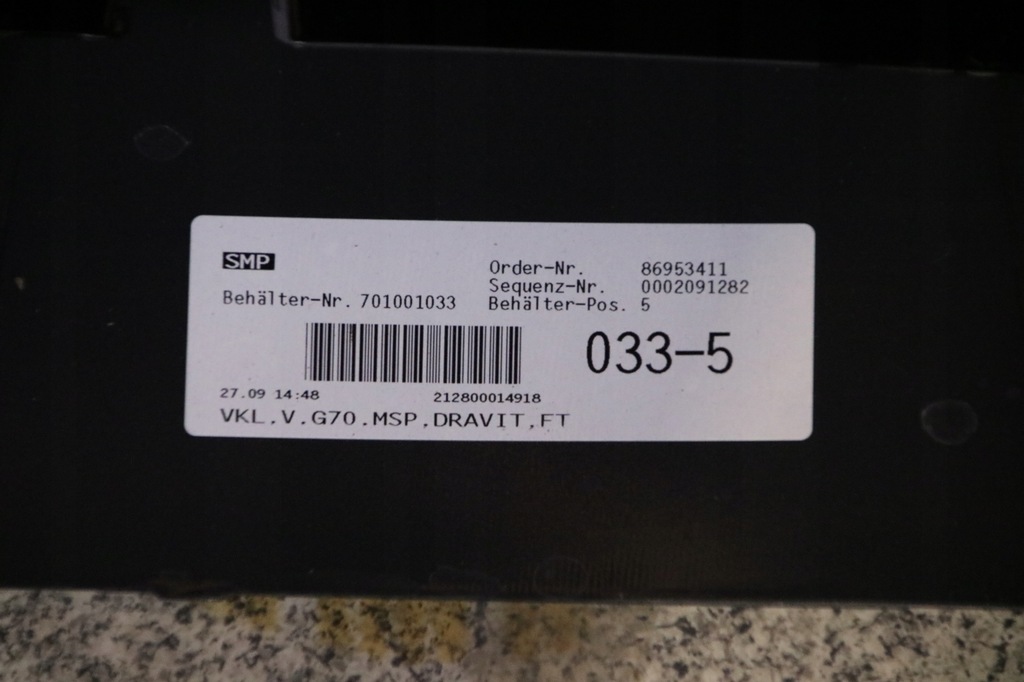 SMP
Order-Nr. 86953411
Sequenz-Nr. 0002091282
Behälter-Nr. 701001033 Behälter-Pos. 5
033-5
27.09 14:48 212800014918
VKL.V.G70.MSP.DRAVIT.FT